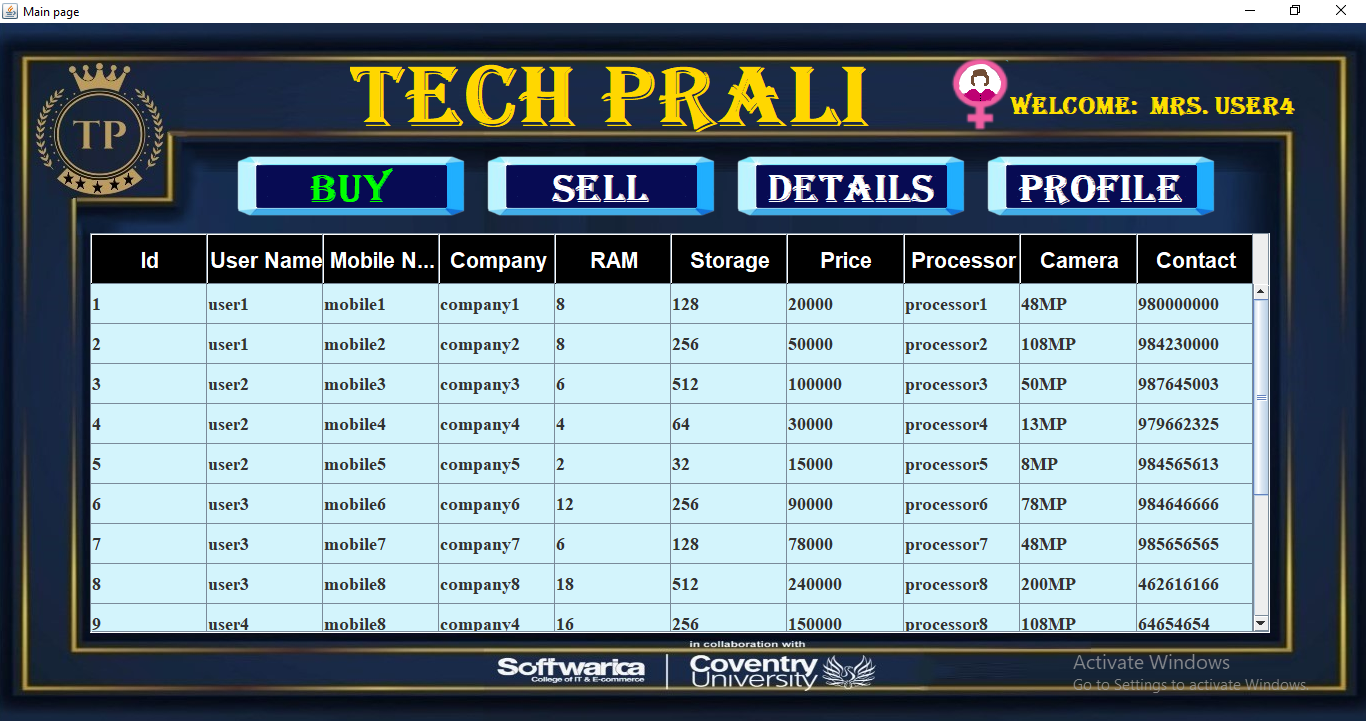 Main page
TECH PRALI
TP
WELCOME: MRS. USER4
BUY SELL DETAILS PROFILE
Id User Name Mobile N... Company RAM Storage Price Processor Camera Contact
1 user1 mobile1 company1 8 128 20000 processor1 48MP 980000000
2 user1 mobile2 company2 8 256 50000 processor2 108MP 984230000
3 user2 mobile3 company3 6 512 100000 processor3 50MP 987645003
4 user2 mobile4 company4 4 64 30000 processor4 13MP 979662325
5 user2 mobile5 company5 2 32 15000 processor5 8MP 984565613
6 user3 mobile6 company6 12 256 90000 processor6 78MP 984646666
7 user3 mobile7 company7 6 128 78000 processor7 48MP 985656565
8 user3 mobile8 company8 18 512 240000 processor8 200MP 462616166
9 user4 mobile8 company4 16 256 150000 processor8 108MP 64654654
in collaboration with
Softwarica
College of IT & E-commerce
Coventry
University
Activate Windows
Go to Settings to activate Windows.